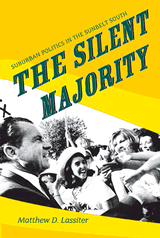 SUBURBAN POLITICS IN THE SUNBELT SOUTH
THE SILENT
MAJORITY
Matthew D. Lassiter